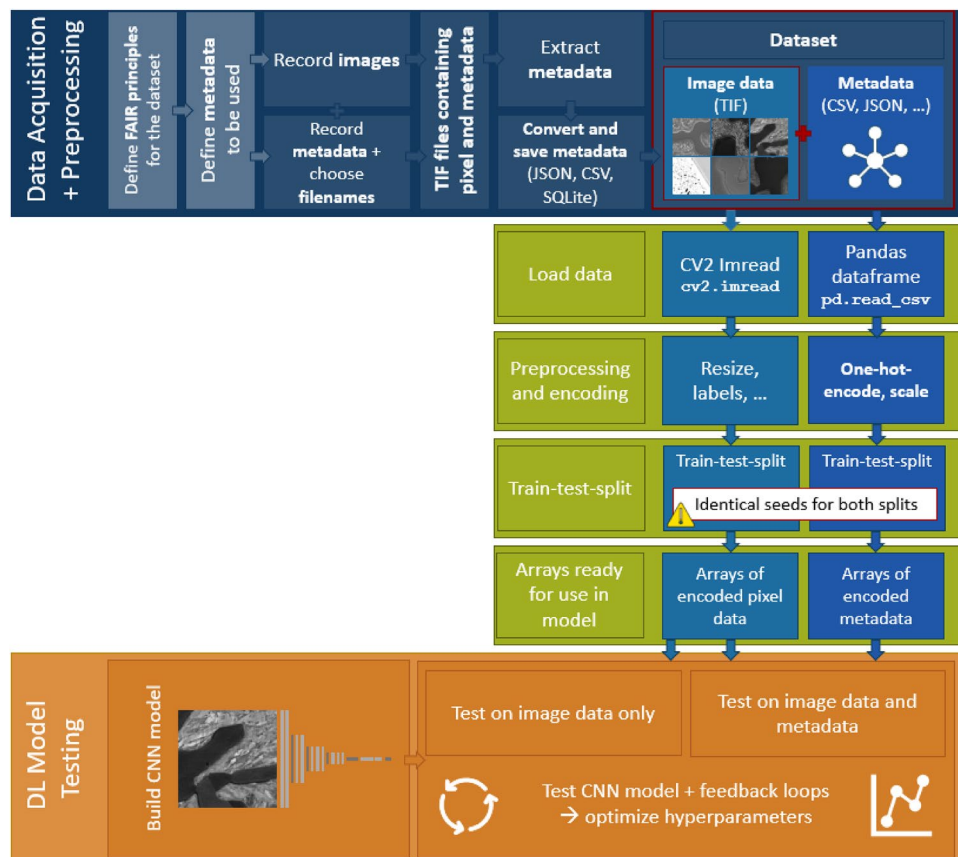 Data Acquisition
+ Preprocessing
Define FAIR principles
for the dataset
Define metadata
to be used
Record images
+
Record
metadata +
choose
filenames
TIF files containing
pixel and metadata
Extract
metadata
Convert and
save metadata
(JSON, CSV,
SQLite)
Dataset
Image data
(TIF)
+
Metadata
(CSV, JSON, ...)
Load data
CV2 Imread
cv2.imread
Pandas
dataframe
pd.read_csv
Preprocessing
and encoding
Resize,
labels, ...
One-hot-
encode, scale
Train-test-split
Train-test-split
Train-test-split
Identical seeds for both splits
Arrays ready
for use in
model
Arrays of
encoded pixel
data
Arrays of
encoded
metadata
DL Model
Testing
Build CNN model
Test on image data only
Test on image data and
metadata
Test CNN model + feedback loops
→ optimize hyperparameters